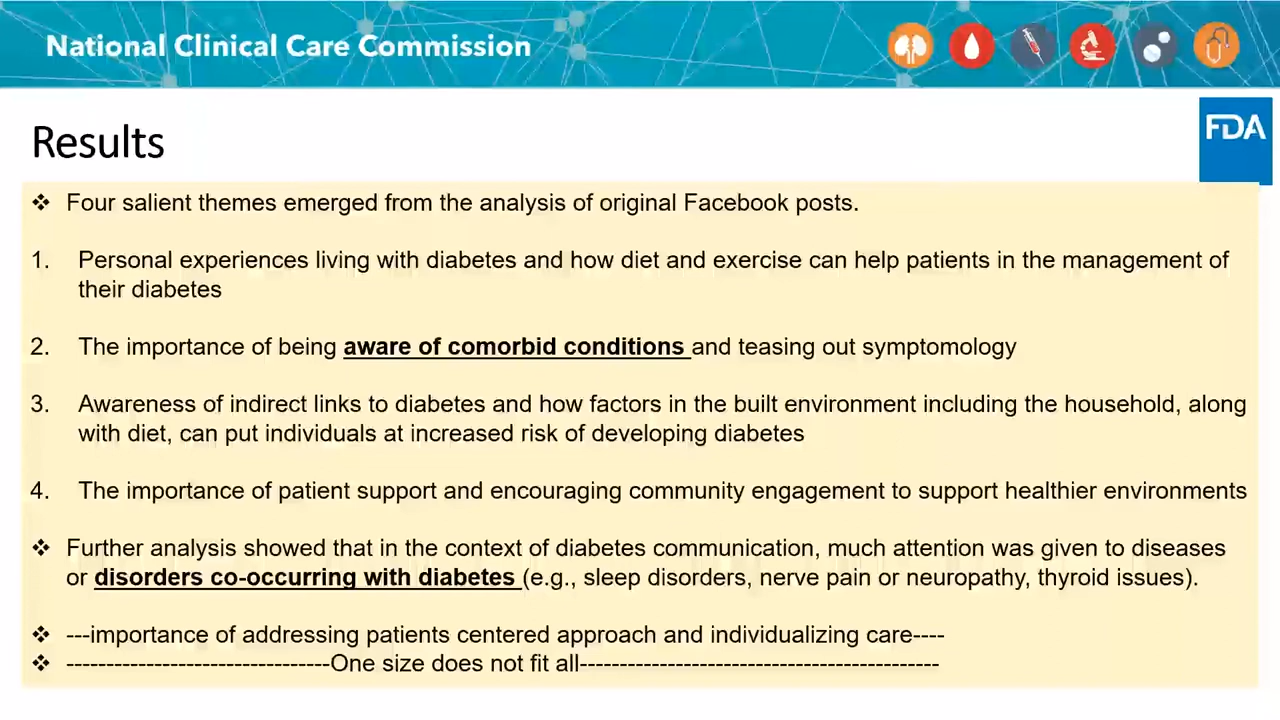 National Clinical Care Commission
FDA
Results
❖ Four salient themes emerged from the analysis of original Facebook posts.
1. Personal experiences living with diabetes and how diet and exercise can help patients in the management of
their diabetes
2. The importance of being aware of comorbid conditions and teasing out symptomology
3. Awareness of indirect links to diabetes and how factors in the built environment including the household, along
with diet, can put individuals at increased risk of developing diabetes
4. The importance of patient support and encouraging community engagement to support healthier environments
❖ Further analysis showed that in the context of diabetes communication, much attention was given to diseases
or disorders co-occurring with diabetes (e.g., sleep disorders, nerve pain or neuropathy, thyroid issues).
❖ ---importance of addressing patients centered approach and individualizing care----
❖ ---------------------------------One size does not fit all---------------------------------------------